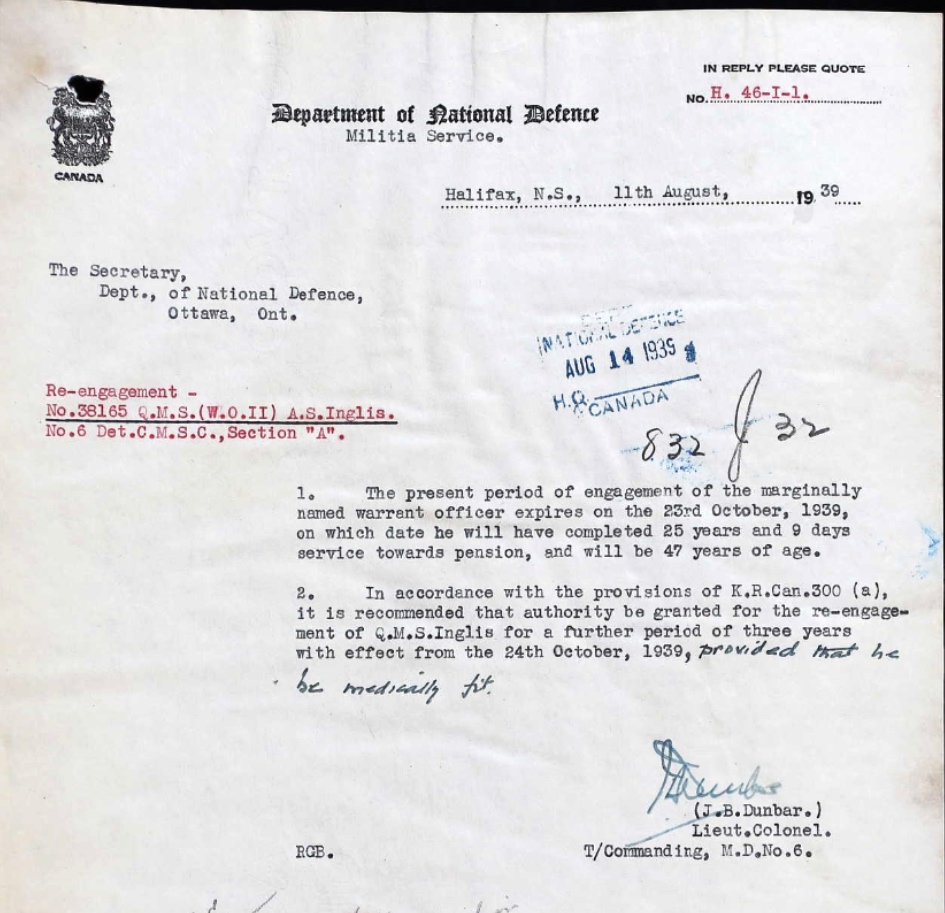 IN REPLY PLEASE QUOTE
No. H. 46-I-1.
CANADA
Department of National Defence
Militia Service.
Halifax, N.S., 11th August, 19 39
The Secretary,
Dept., of National Defence,
Ottawa, Ont.
NATIONAL DEFENCE
AUG 14 1939
H.Q.
CANADA
Re-engagement -
No.38165 Q.M.S.(W.O.II) A.S.Inglis.
No.6 Det.C.M.S.C.,Section "A".
832 J 32
1. The present period of engagement of the marginally
named warrant officer expires on the 23rd October, 1939,
on which date he will have completed 25 years and 9 days
service towards pension, and will be 47 years of age.
2. In accordance with the provisions of K.R.Can.300 (a),
it is recommended that authority be granted for the re-engage-
ment of Q.M.S.Inglis for a further period of three years
with effect from the 24th October, 1939, provided that he
be medically fit.
(J.B.Dunbar.)
Lieut.Colonel.
RGB. T/Commanding, M.D.No.6.